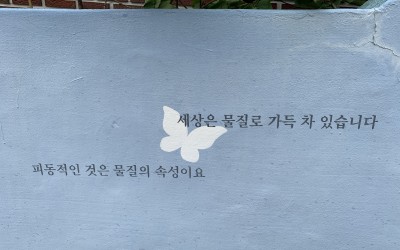 세상은 물질로 가득 차 있습니다
피동적인 것은 물질의 속성이요